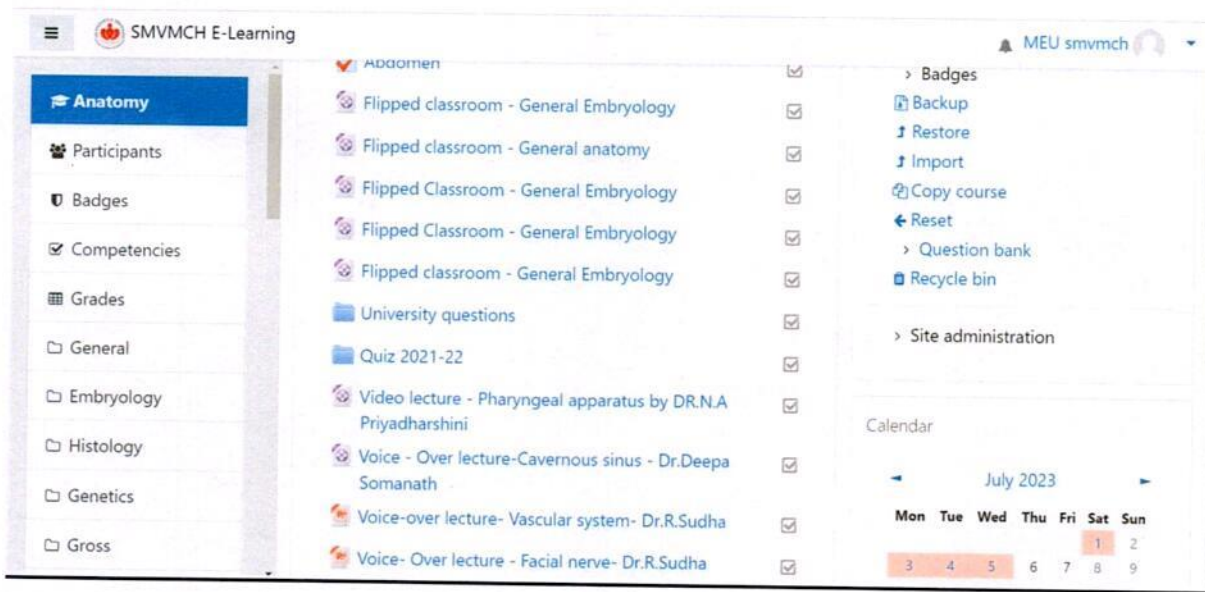 SMVMCH E-Learning
MEU smvmch
Anatomy
Participants
Badges
Competencies
Grades
General
Embryology
Histology
Genetics
Gross
Abdomen
Flipped classroom - General Embryology
Flipped classroom - General anatomy
Flipped Classroom - General Embryology
Flipped Classroom - General Embryology
Flipped classroom - General Embryology
University questions
Quiz 2021-22
Video lecture - Pharyngeal apparatus by DR.N.A
Priyadharshini
Voice - Over lecture-Cavernous sinus - Dr.Deepa
Somanath
Voice-over lecture- Vascular system- Dr.R.Sudha
Voice- Over lecture - Facial nerve- Dr.R.Sudha
Badges
Backup
Restore
Import
Copy course
Reset
Question bank
Recycle bin
Site administration
Calendar
July 2023
Mon Tue Wed Thu Fri Sat Sun
1 2
3 4 5 6 7 8 9